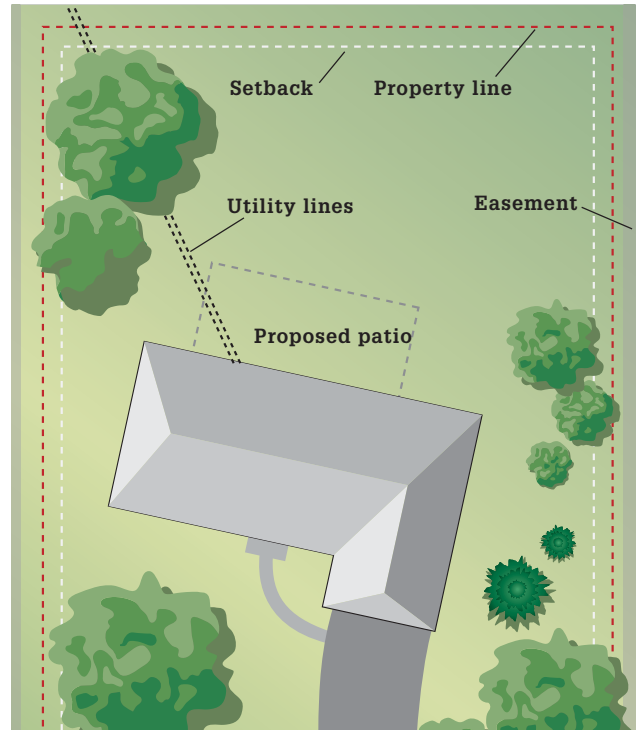 Setback
Property line
Utility lines
Easement
Proposed patio